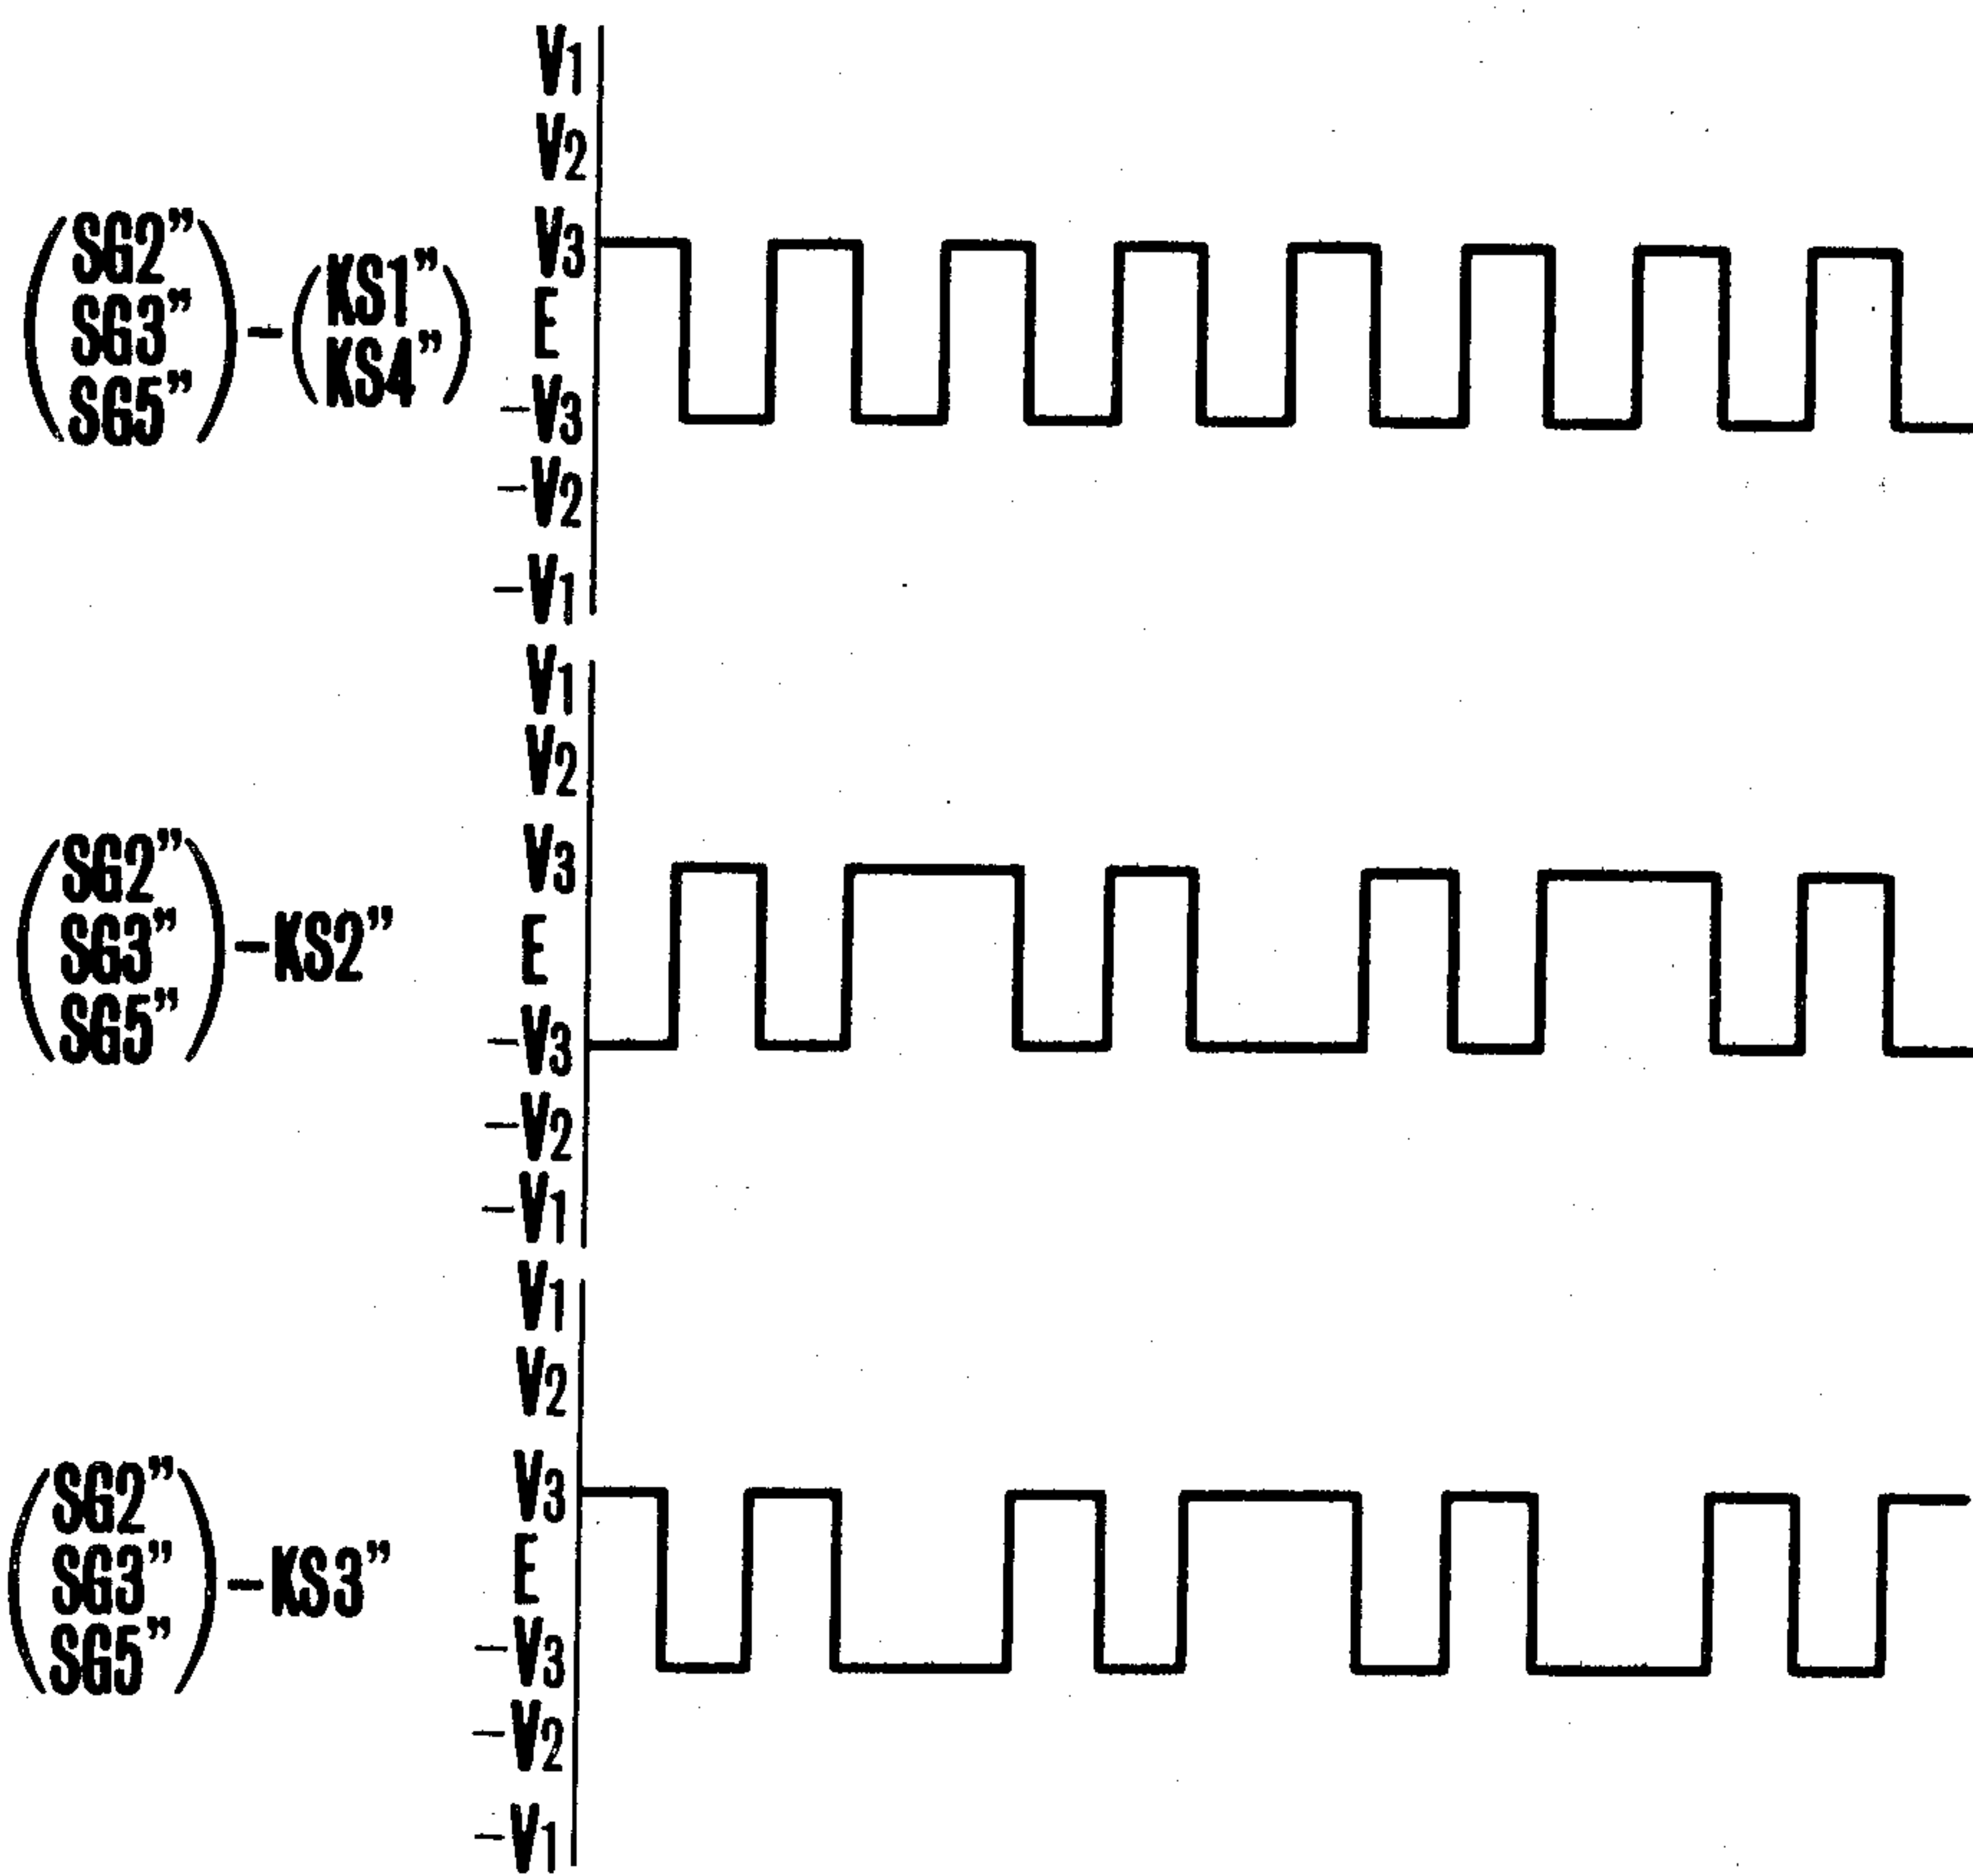 V1
V2
V3
E
-V3
-V2
-V1
(SG2” SG3” SG5”)-(KS1” KS4”)
V1
V2
V3
E
-V3
-V2
-V1
(SG2” SG3” SG5”)-KS2”
V1
V2
V3
E
-V3
-V2
-V1
(SG2” SG3” SG5”)-KS3”